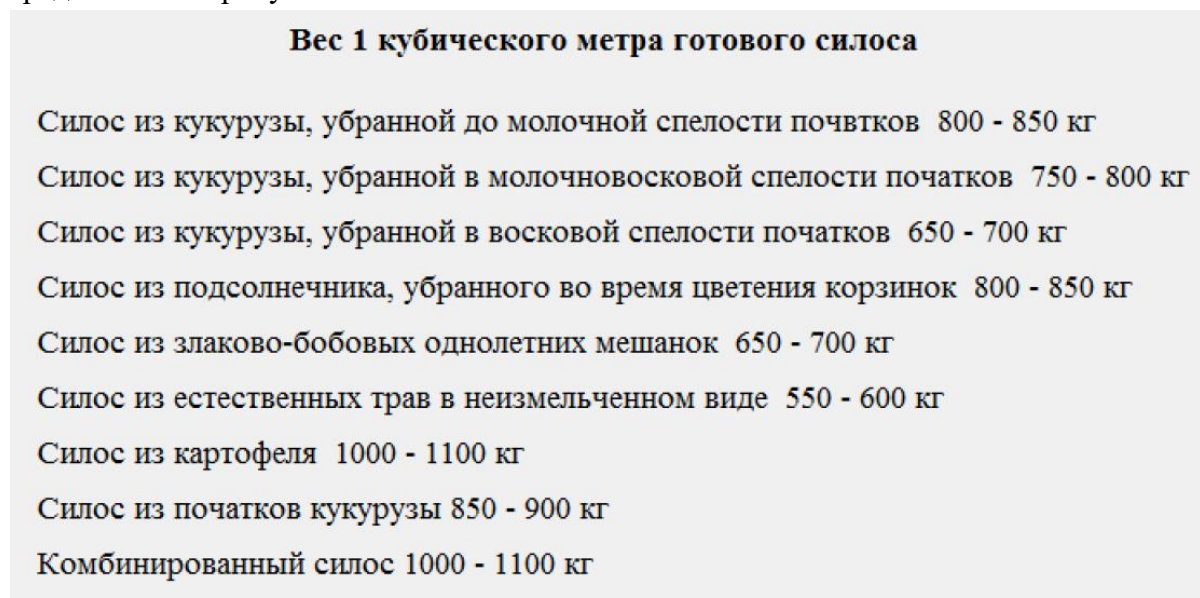 Вес 1 кубического метра готового силоса
Силос из кукурузы, убранной до молочной спелости почвтков 800 - 850 кг
Силос из кукурузы, убранной в молочновосковой спелости початков 750 - 800 кг
Силос из кукурузы, убранной в восковой спелости початков 650 - 700 кг
Силос из подсолнечника, убранного во время цветения корзинок 800 - 850 кг
Силос из злаково-бобовых однолетних мешанок 650 - 700 кг
Силос из естественных трав в неизмельченном виде 550 - 600 кг
Силос из картофеля 1000 - 1100 кг
Силос из початков кукурузы 850 - 900 кг
Комбинированный силос 1000 - 1100 кг